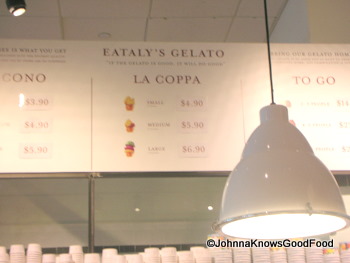 E IS WHAT YOU GET
EATALY'S GELATO
"IF THE GELATO IS GOOD, IT WILL BE GOOD"
RING OUR GELATO HOM
CONO
LA COPPA
TO GO
$3.90
SMALL $4.90
$4.90
MEDIUM $5.90
$5.90
LARGE $6.90
©JohnnaKnowsGoodFood